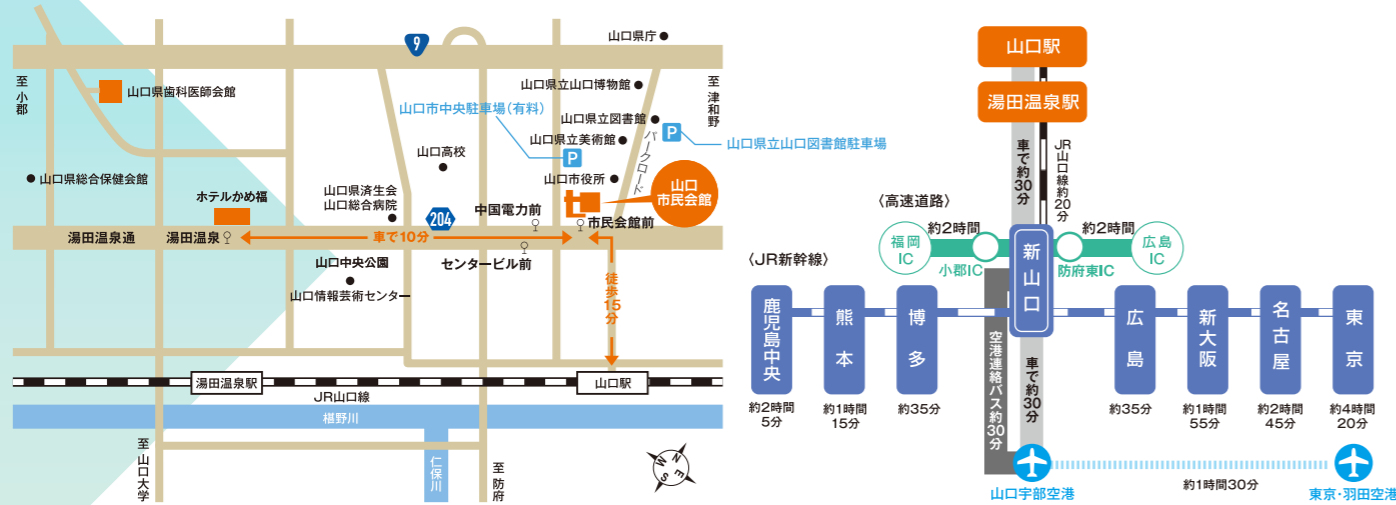 9
山口県庁
至小郡
山口県歯科医師会館
山口県立山口博物館
至津和野
山口市中央駐車場(有料)
山口県立図書館
P
山口県立山口図書館駐車場
山口県立美術館
パークロード
P
山口高校
山口県総合保健会館
山口市役所
山口
市民会館
ホテルかめ福
山口県済生会
山口総合病院
204
中国電力前
市民会館前
湯田温泉通
湯田温泉
車で10分
センタービル前
山口中央公園
山口情報芸術センター
徒歩15分
湯田温泉駅
山口駅
JR山口線
椹野川
至山口大学
仁保川
至防府
N
E
S
W
山口駅
湯田温泉駅
車で約30分
JR山口線約20分
〈高速道路〉
約2時間
約2時間
福岡
IC
小郡IC
新山口
防府東IC
広島
IC
〈JR新幹線〉
鹿児島中央
熊本
博多
広島
新大阪
名古屋
東京
約2時間
5分
約1時間
15分
約35分
空港連絡バス約30分
車で約30分
約35分
約1時間
55分
約2時間
45分
約4時間
20分
山口宇部空港
約1時間30分
東京・羽田空港